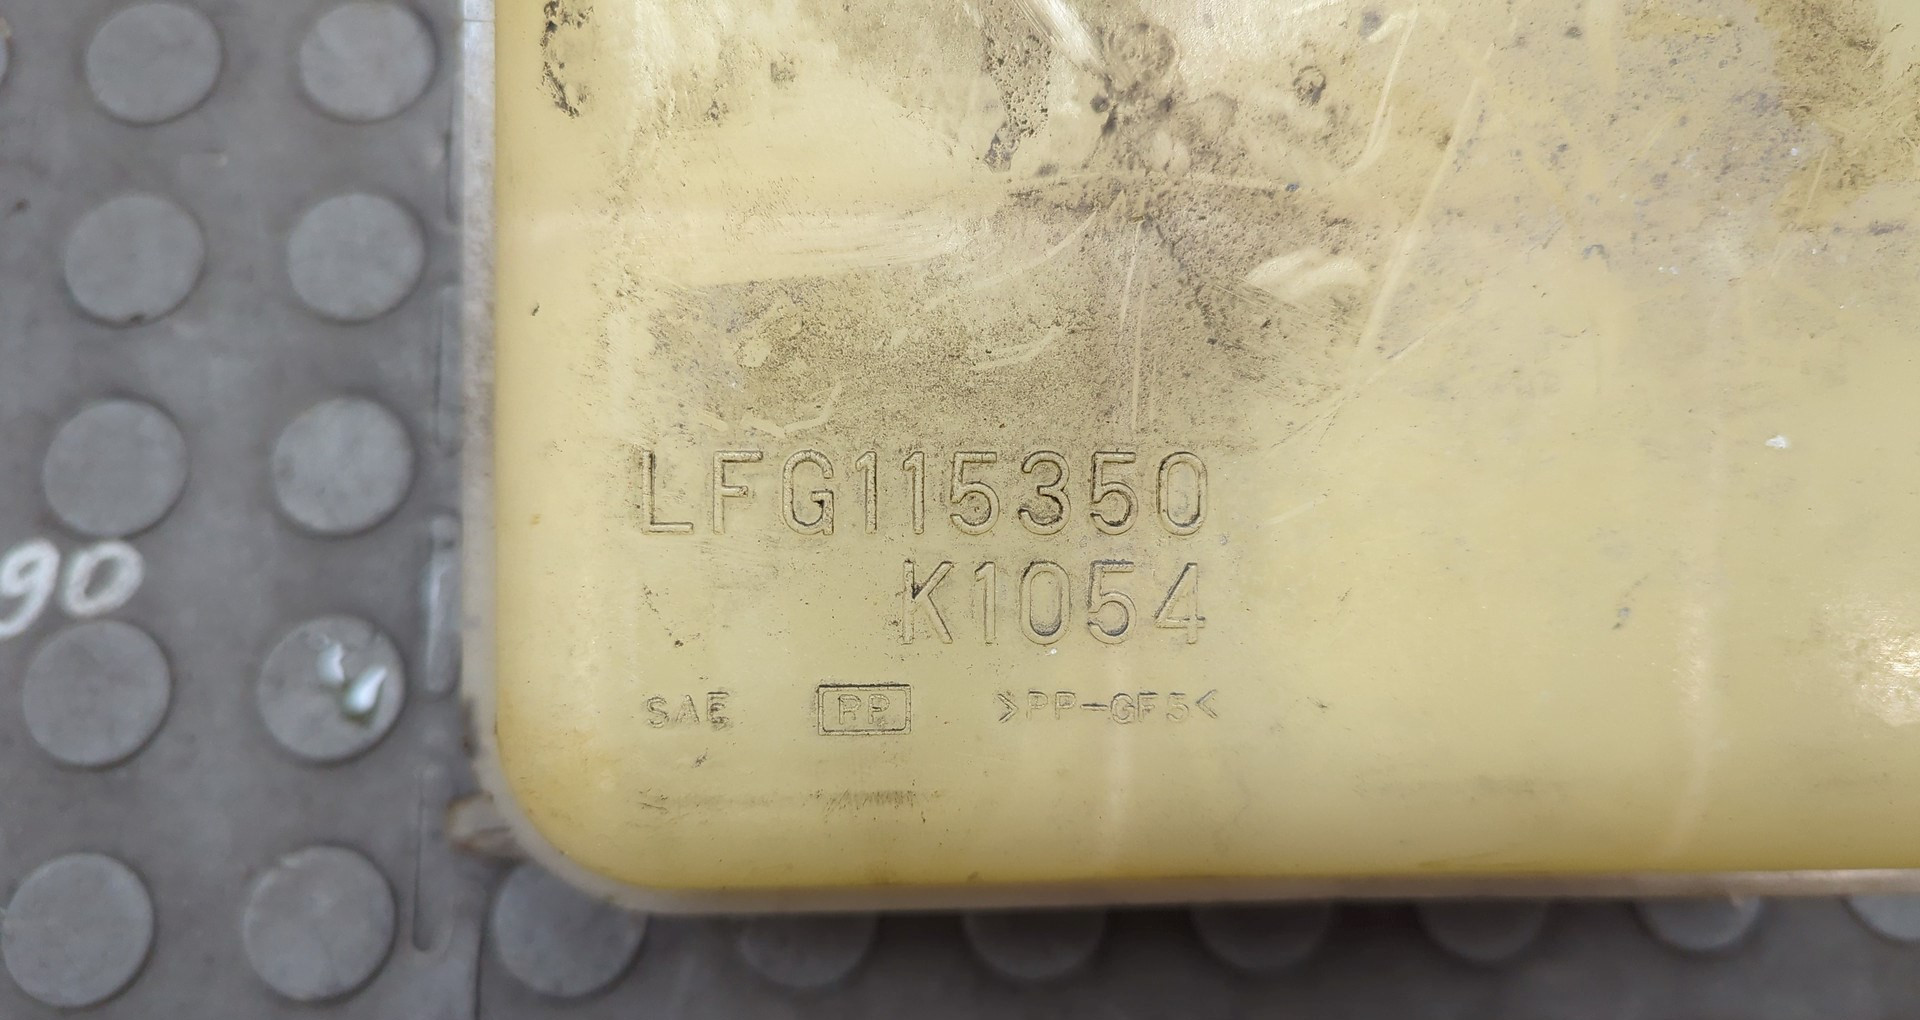 LFG115350
K1054
SAE PP >PP-GF5<
90